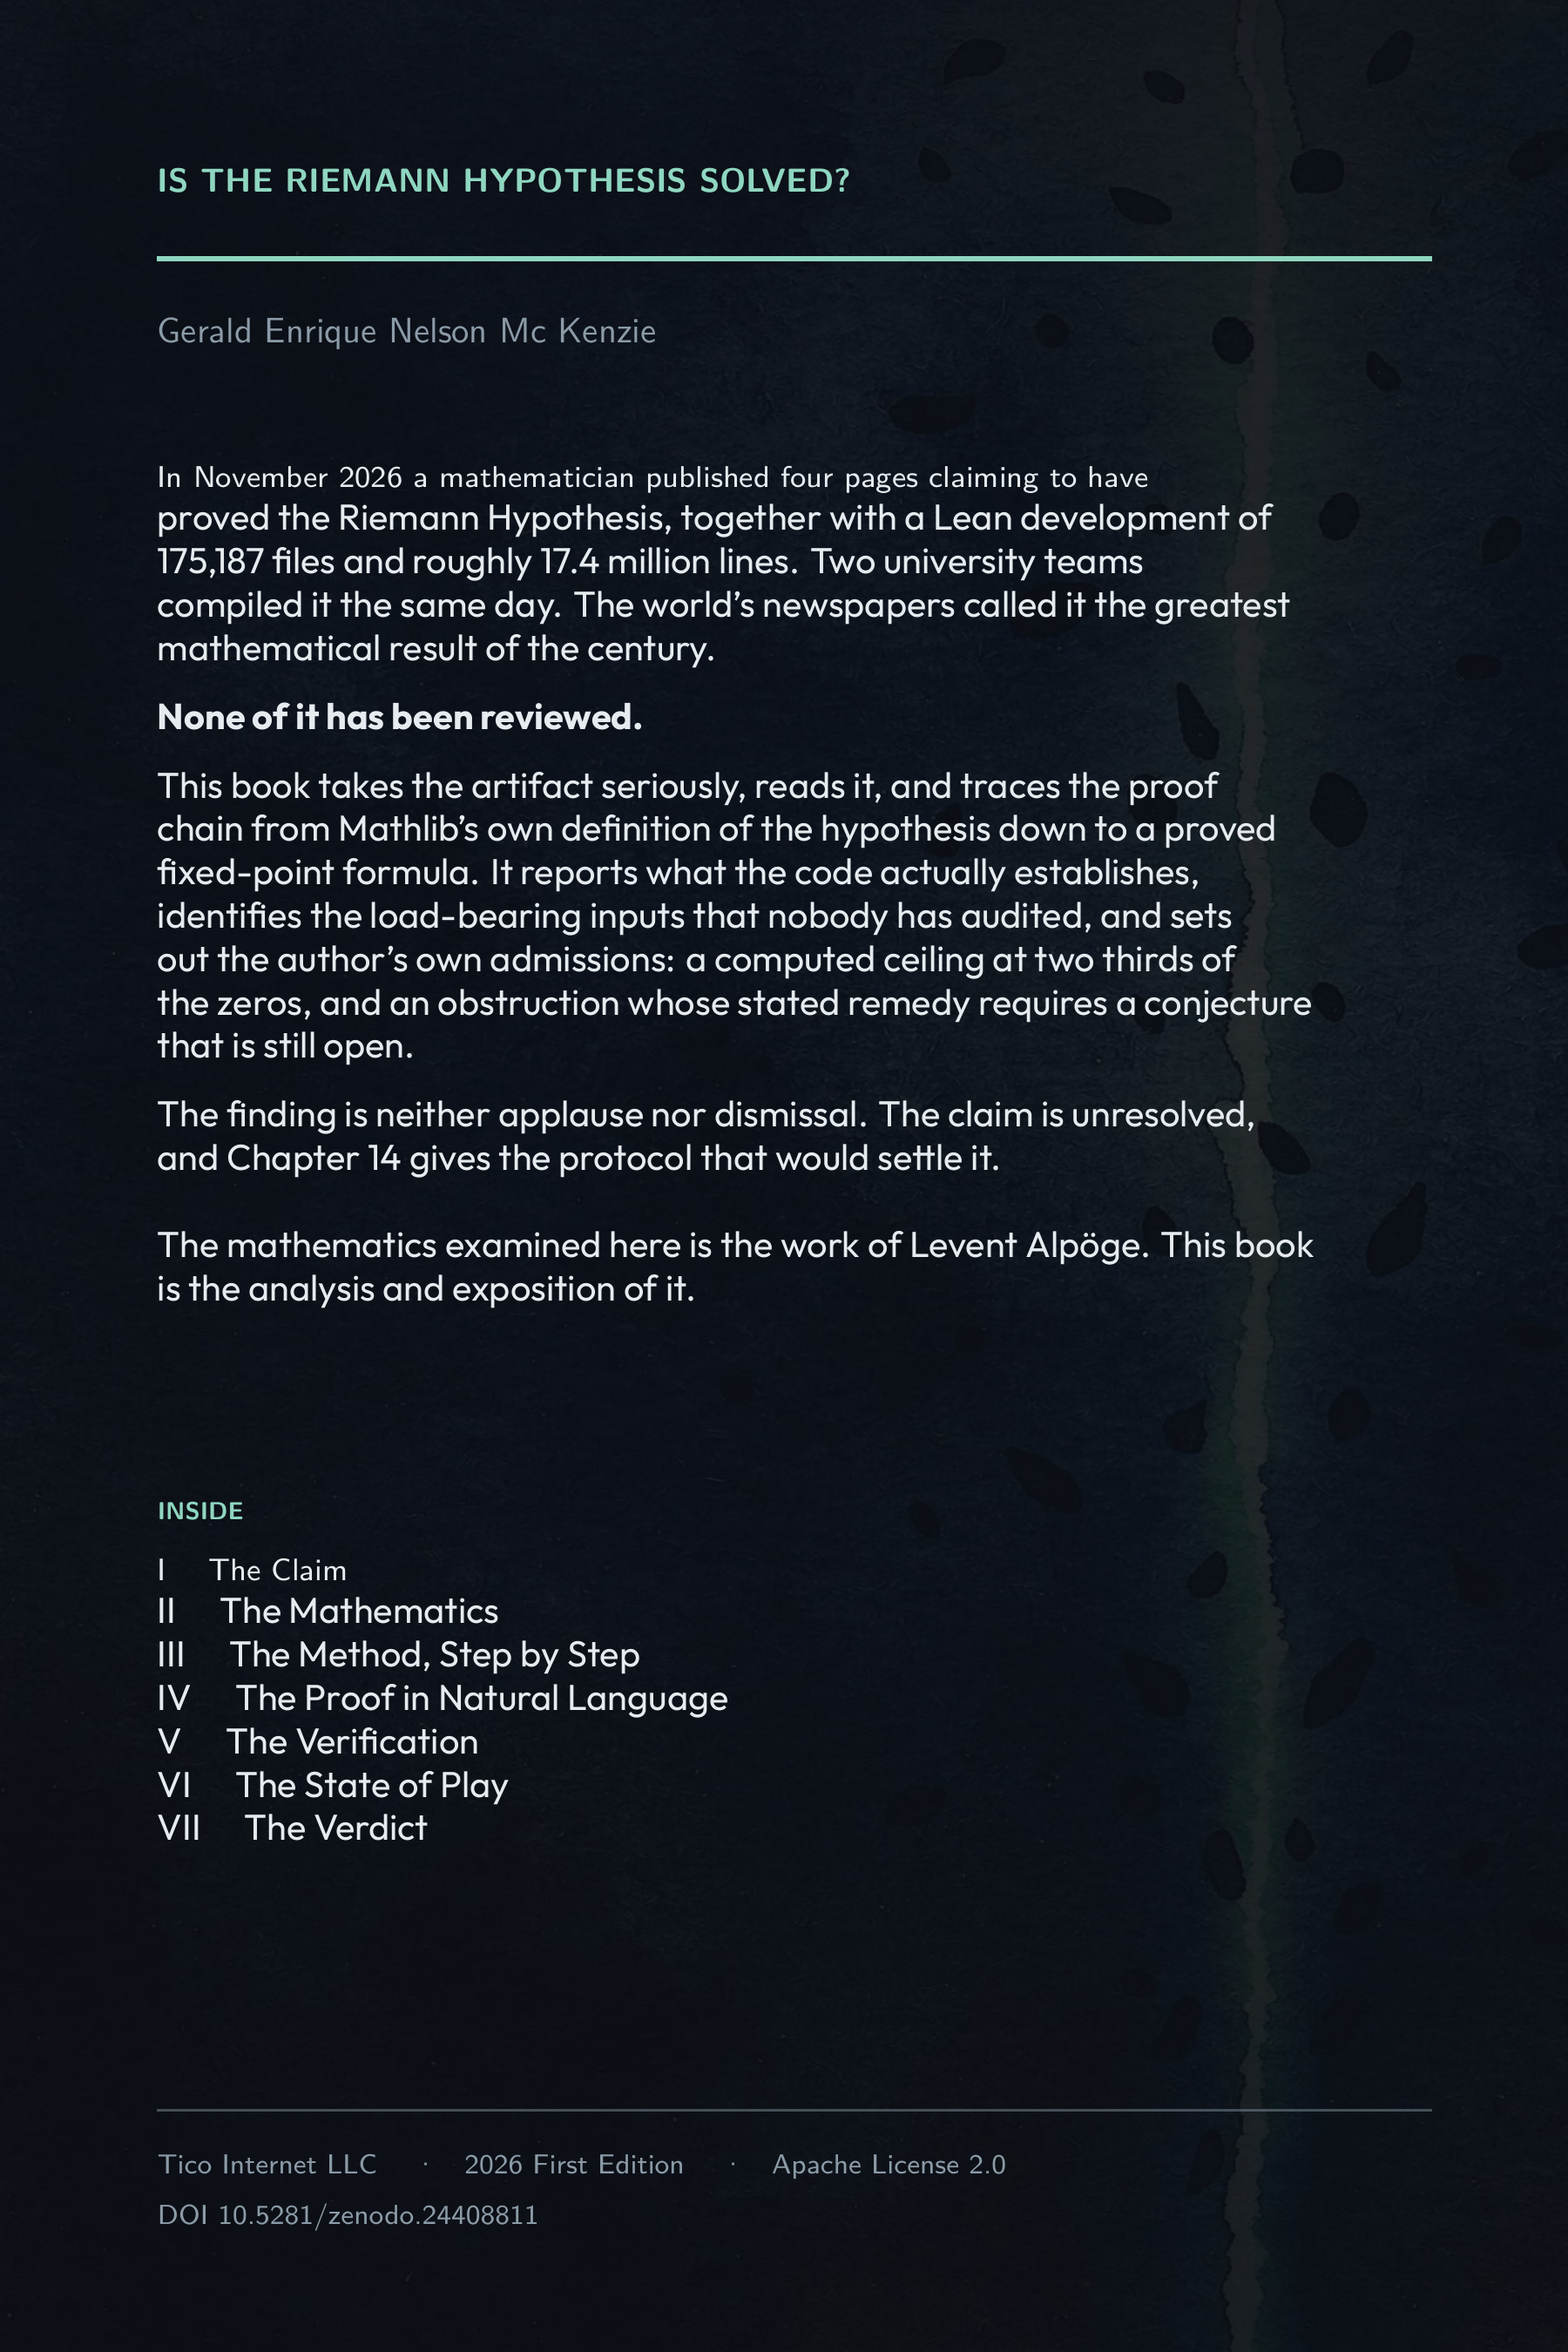 IS THE RIEMANN HYPOTHESIS SOLVED?
Gerald Enrique Nelson Mc Kenzie
In November 2026 a mathematician published four pages claiming to have
proved the Riemann Hypothesis, together with a Lean development of
175,187 files and roughly 17.4 million lines. Two university teams
compiled it the same day. The world’s newspapers called it the greatest
mathematical result of the century.
None of it has been reviewed.
This book takes the artifact seriously, reads it, and traces the proof
chain from Mathlib’s own definition of the hypothesis down to a proved
fixed-point formula. It reports what the code actually establishes,
identifies the load-bearing inputs that nobody has audited, and sets
out the author’s own admissions: a computed ceiling at two thirds of
the zeros, and an obstruction whose stated remedy requires a conjecture
that is still open.
The finding is neither applause nor dismissal. The claim is unresolved,
and Chapter 14 gives the protocol that would settle it.
The mathematics examined here is the work of Levent Alpöge. This book
is the analysis and exposition of it.
INSIDE
I The Claim
II The Mathematics
III The Method, Step by Step
IV The Proof in Natural Language
V The Verification
VI The State of Play
VII The Verdict
Tico Internet LLC · 2026 First Edition · Apache License 2.0
DOI 10.5281/zenodo.24408811